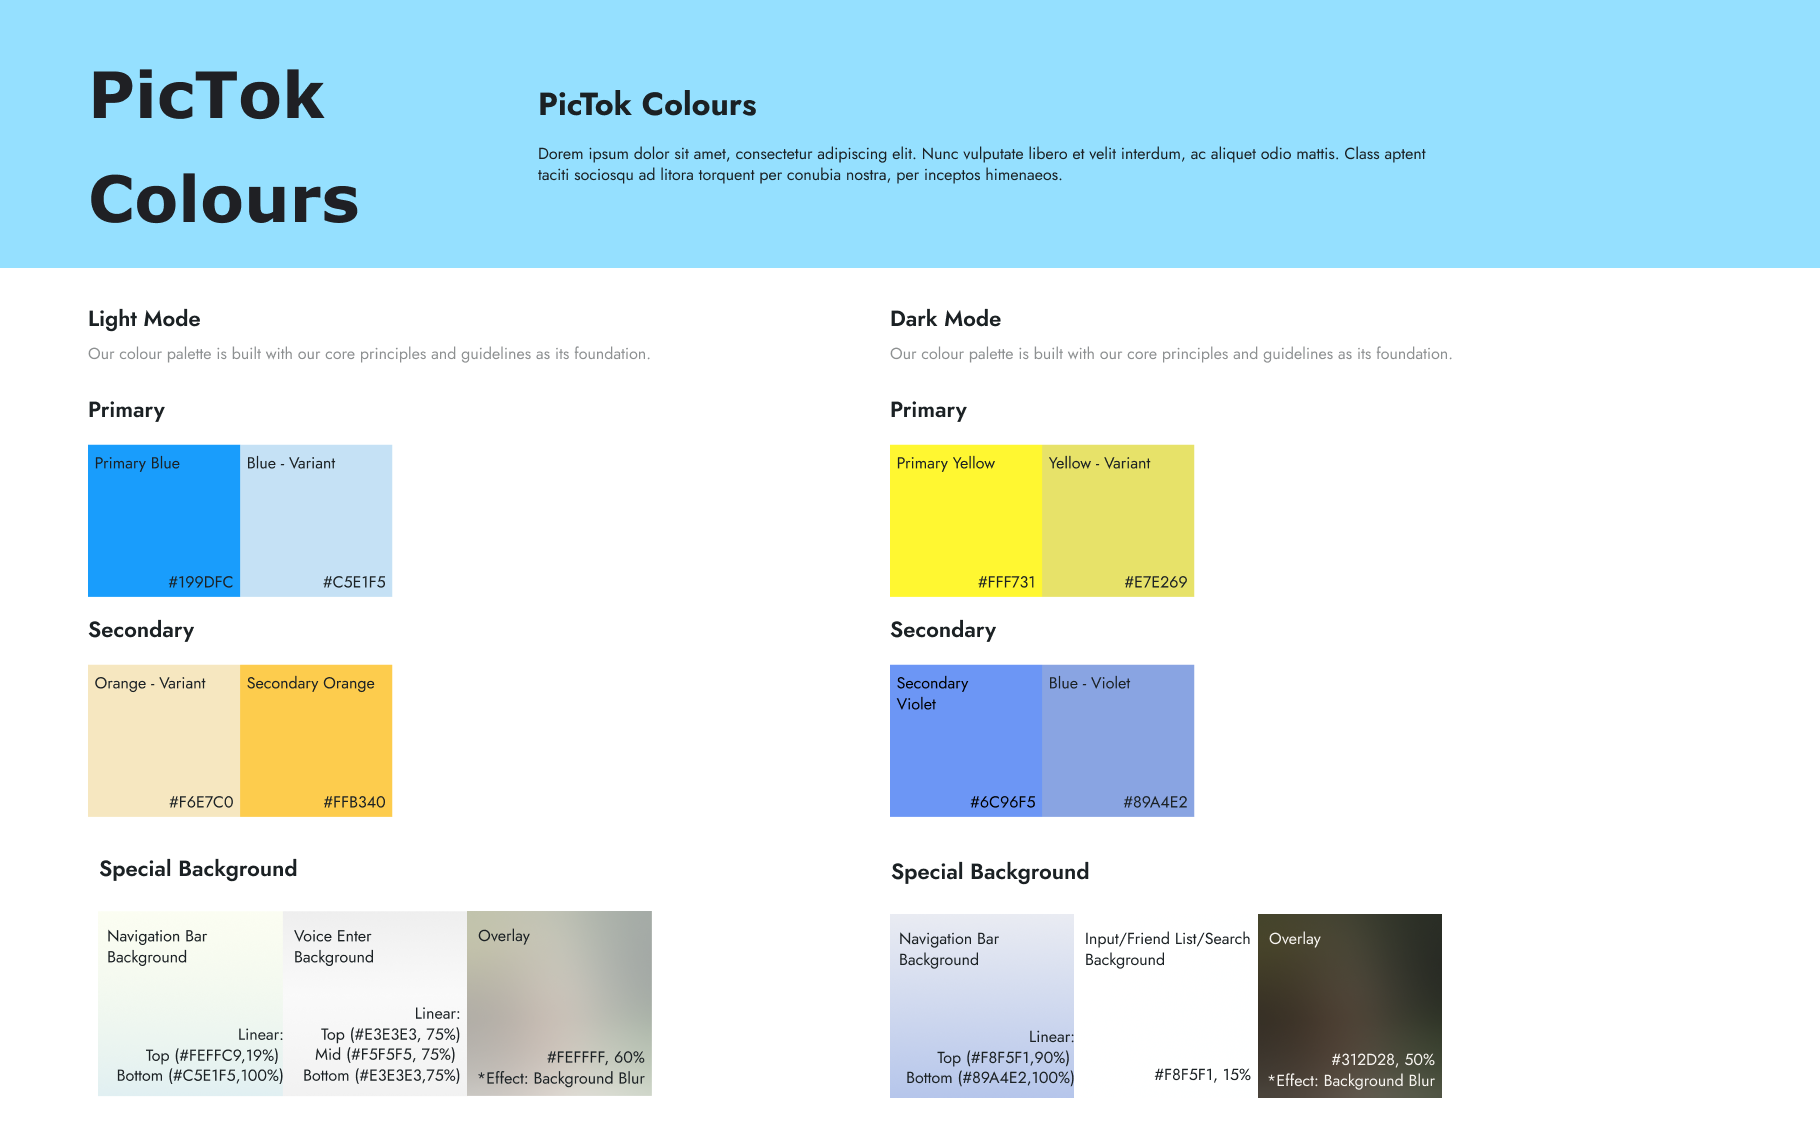 PicTok
Colours
PicTok Colours
Dorem ipsum dolor sit amet, consectetur adipiscing elit. Nunc vulputate libero et velit interdum, ac aliquet odio mattis. Class aptent
taciti sociosqu ad litora torquent per conubia nostra, per inceptos himenaeos.
Light Mode
Our colour palette is built with our core principles and guidelines as its foundation.
Primary
Primary Blue
#199DFC
Blue - Variant
#C5E1F5
Secondary
Orange - Variant
#F6E7C0
Secondary Orange
#FFB340
Special Background
Navigation Bar
Background
Linear:
Top (#FEFFC9,19%)
Bottom (#C5E1F5,100%)
Voice Enter
Background
Linear:
Top (#E3E3E3, 75%)
Mid (#F5F5F5, 75%)
Bottom (#E3E3E3,75%)
Overlay
#FEFFFF, 60%
*Effect: Background Blur
Dark Mode
Our colour palette is built with our core principles and guidelines as its foundation.
Primary
Primary Yellow
#FFF731
Yellow - Variant
#E7E269
Secondary
Secondary
Violet
#6C96F5
Blue - Violet
#89A4E2
Special Background
Navigation Bar
Background
Linear:
Top (#F8F5F1,90%)
Bottom (#89A4E2,100%)
Input/Friend List/Search
Background
#F8F5F1, 15%
Overlay
#312D28, 50%
*Effect: Background Blur